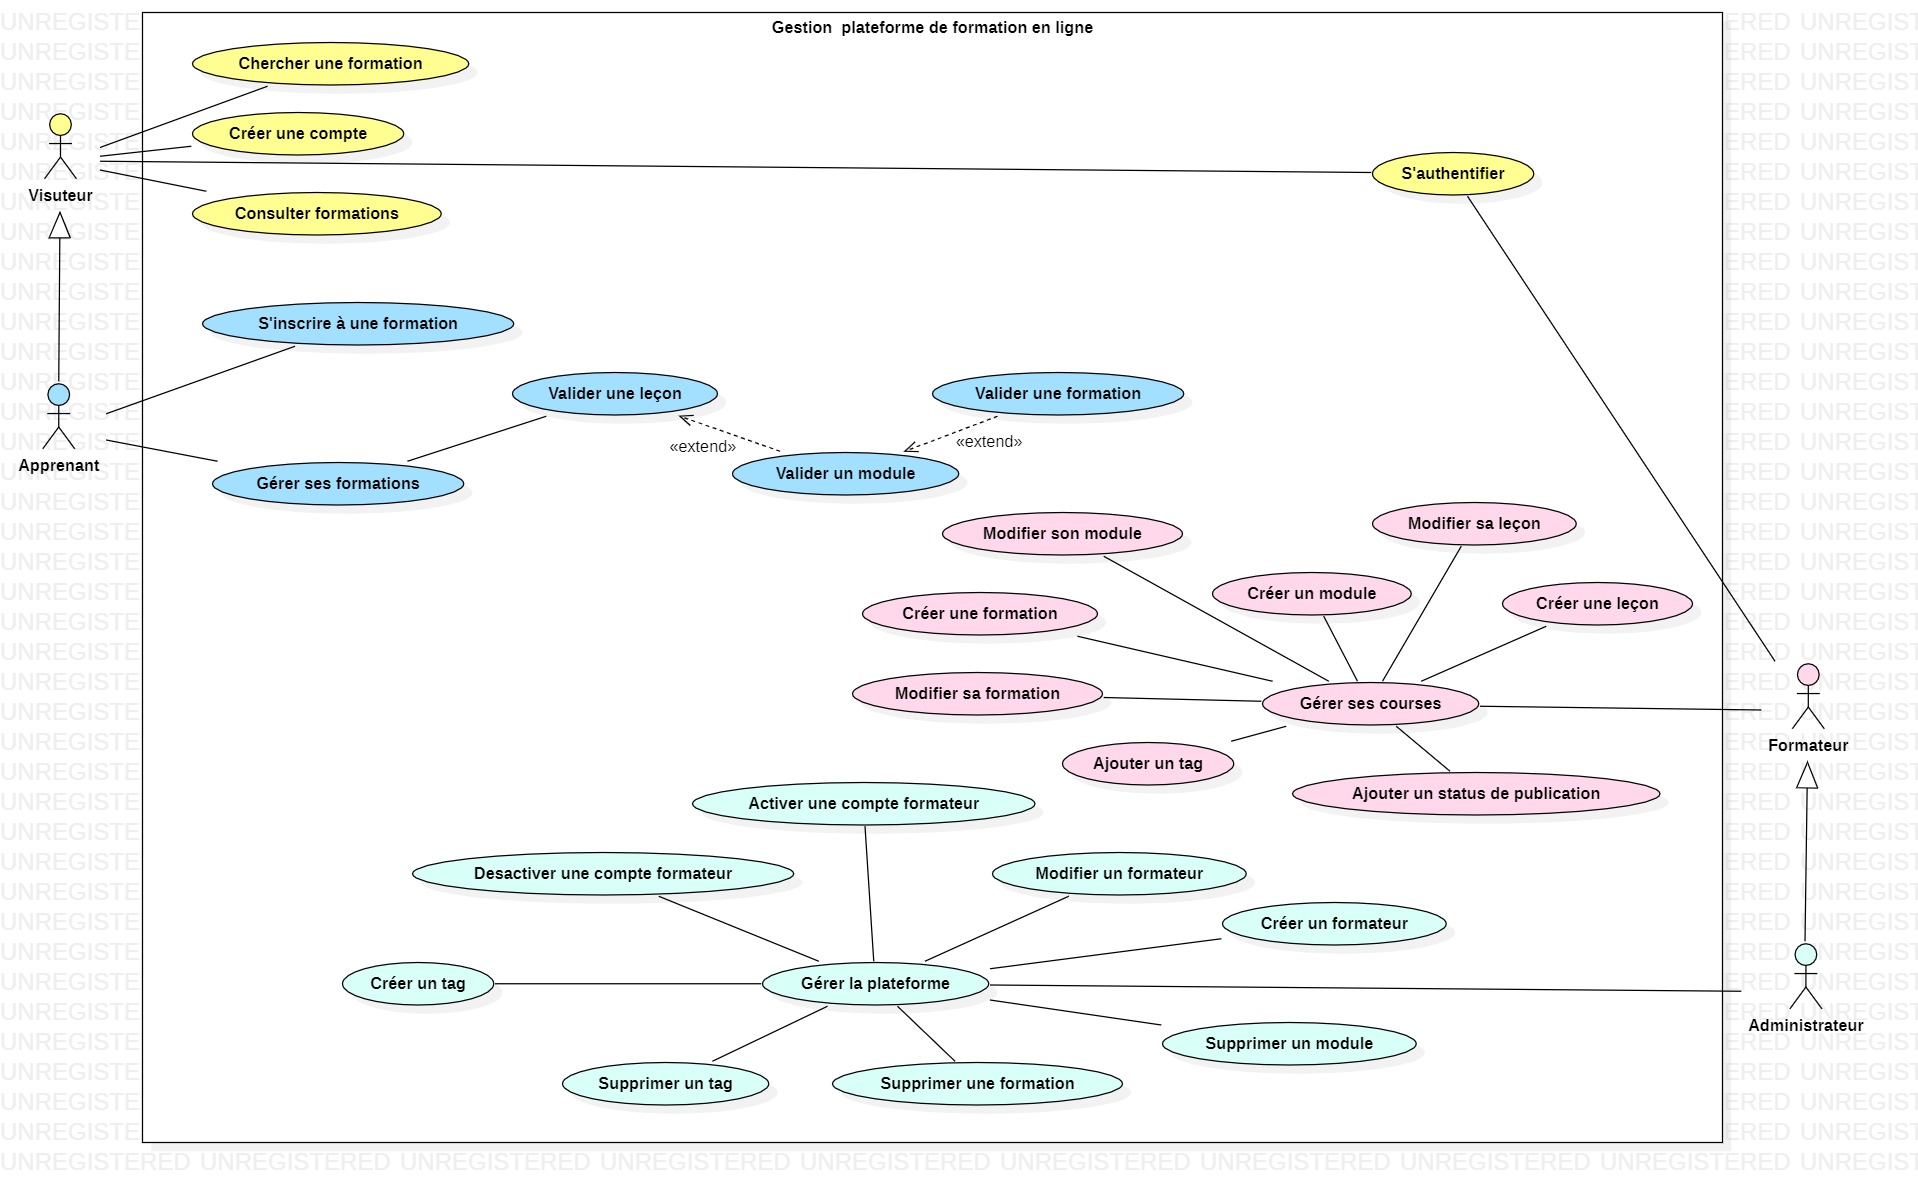 Gestion  plateforme de formation en ligne
Chercher une formation
Créer une compte
S'authentifier
Visuteur
Consulter formations
S'inscrire à une formation
Valider une leçon
Valider une formation
«extend»
«extend»
Apprenant
Valider un module
Gérer ses formations
Modifier sa leçon
Modifier son module
Créer un module
Créer une leçon
Créer une formation
Modifier sa formation
Gérer ses courses
Formateur
Ajouter un tag
Ajouter un status de publication
Activer une compte formateur
Desactiver une compte formateur
Modifier un formateur
Créer un formateur
Créer un tag
Gérer la plateforme
Administrateur
Supprimer un module
Supprimer un tag
Supprimer une formation
UNREGISTERED UNREGISTERED UNREGISTERED UNREGISTERED UNREGISTERED UNREGISTERED UNREGISTERED UNREGISTERED UNREGISTERED UNREGIST